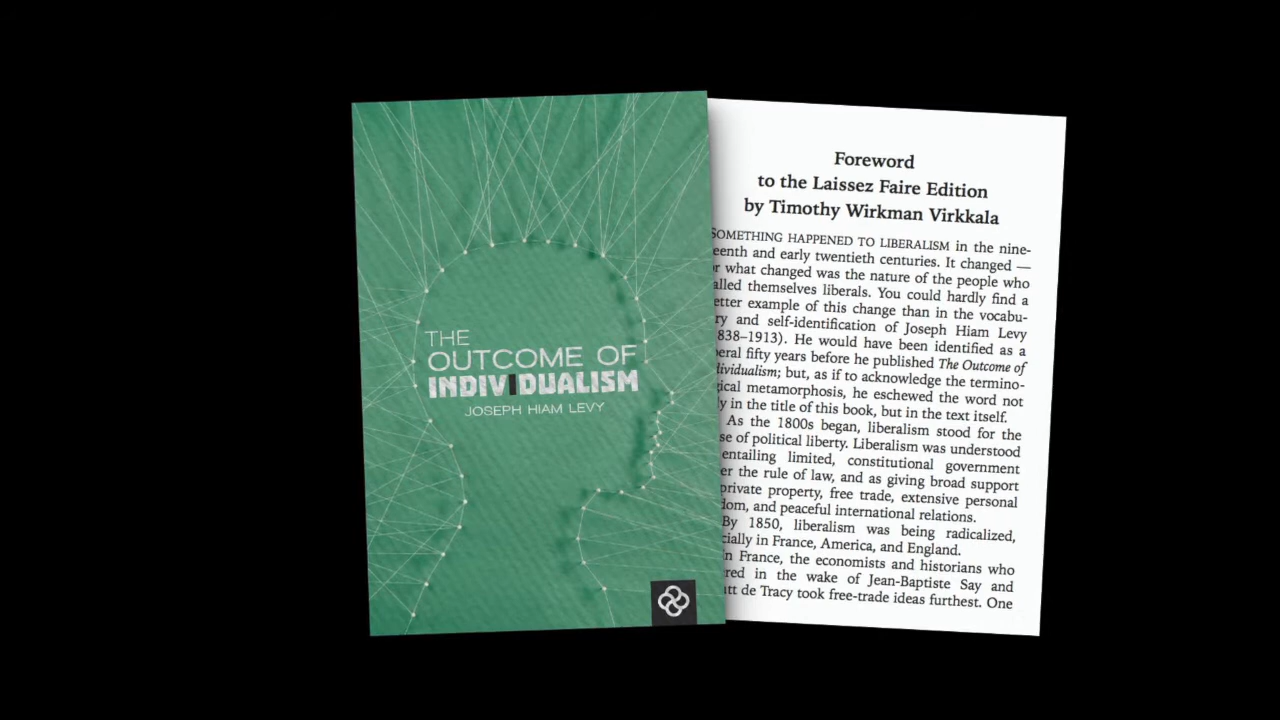 THE
OUTCOME OF
INDIVIDUALISM
JOSEPH HIAM LEVY
Foreword
to the Laissez Faire Edition
by Timothy Wirkman Virkkala
SOMETHING HAPPENED TO LIBERALISM in the nine-
and early twentieth centuries. It changed —
what changed was the nature of the people who
themselves liberals. You could hardly find a
example of this change than in the vocabu-
and self-identification of Joseph Hiam Levy
838–1913). He would have been identified as a
fifty years before he published The Outcome of
but, as if to acknowledge the termino-
metamorphosis, he eschewed the word not
in the title of this book, but in the text itself.
As the 1800s began, liberalism stood for the
of political liberty. Liberalism was understood
entailing limited, constitutional government
the rule of law, and as giving broad support
private property, free trade, extensive personal
and peaceful international relations.
By 1850, liberalism was being radicalized,
in France, America, and England.
In France, the economists and historians who
in the wake of Jean-Baptiste Say and
de Tracy took free-trade ideas furthest. One